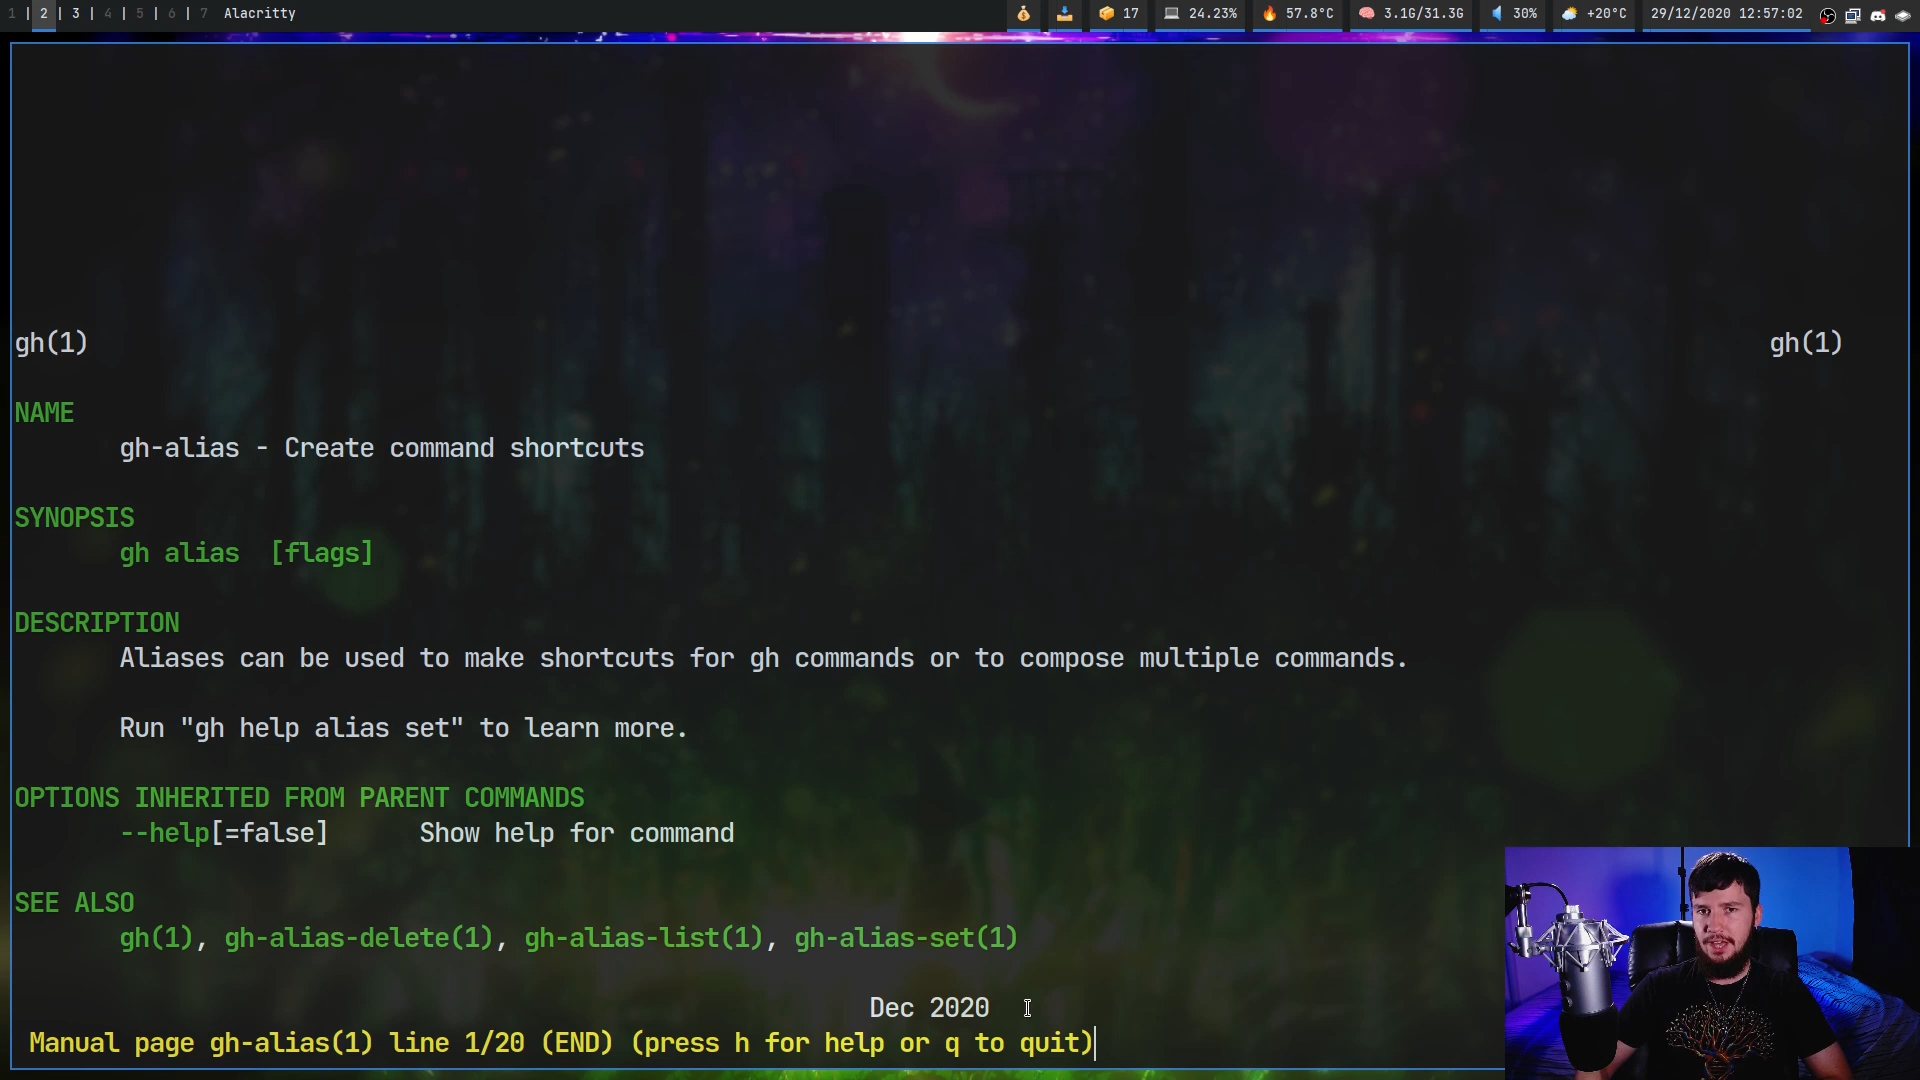 1 | 2 | 3 | 4 | 5 | 6 | 7 Alacritty 17 24.23% 57.8°C 3.1G/31.3G 30% +20°C 29/12/2020 12:57:02
gh(1) gh(1)
NAME
gh-alias - Create command shortcuts
SYNOPSIS
gh alias [flags]
DESCRIPTION
Aliases can be used to make shortcuts for gh commands or to compose multiple commands.
Run "gh help alias set" to learn more.
OPTIONS INHERITED FROM PARENT COMMANDS
--help[=false] Show help for command
SEE ALSO
gh(1), gh-alias-delete(1), gh-alias-list(1), gh-alias-set(1)
Dec 2020
Manual page gh-alias(1) line 1/20 (END) (press h for help or q to quit)